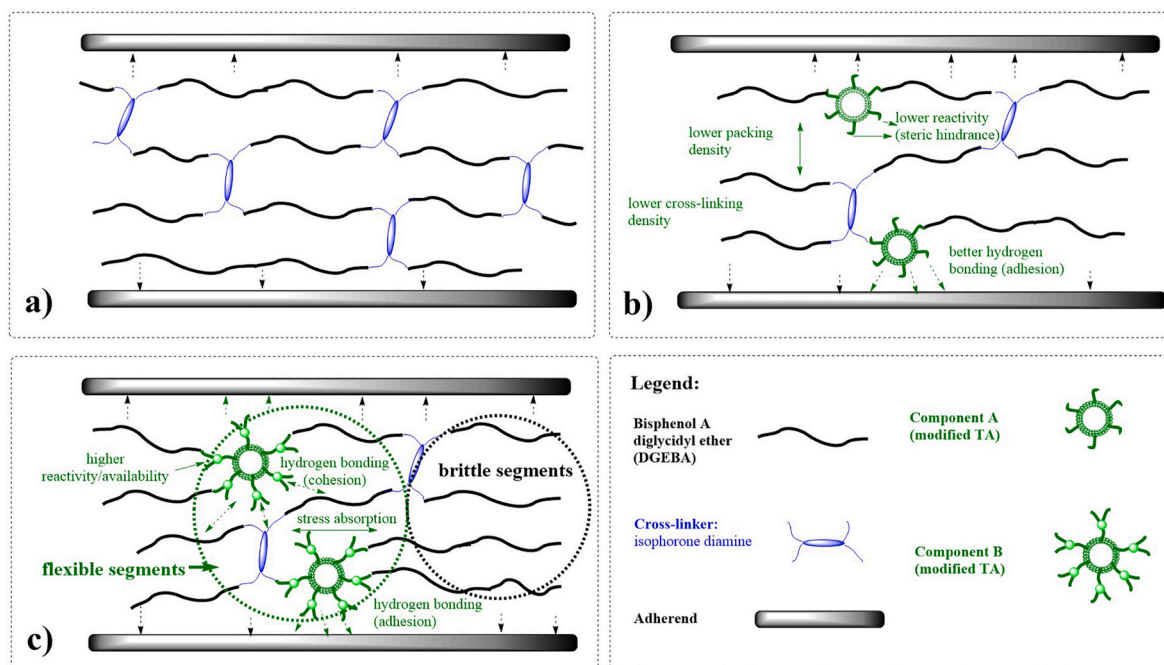 a)
lower packing
density
lower reactivity
(steric hindrance)
lower cross-linking
density
better hydrogen
bonding (adhesion)
b)
higher
reactivity/availability
hydrogen bonding
(cohesion)
brittle segments
stress absorption
flexible segments
hydrogen bonding
(adhesion)
c)
Legend:
Bisphenol A
diglycidyl ether
(DGEBA)
Component A
(modified TA)
Cross-linker:
isophorone diamine
Component B
(modified TA)
Adherend